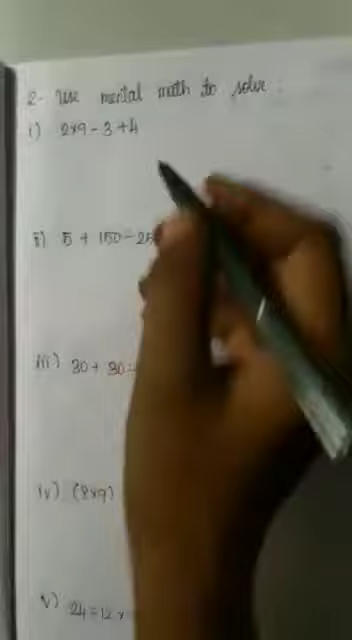 2- Use mental math to solve :
i) 2×9 - 3 + 4
ii) 5 + 150 ÷ 25
iii) 30 + 30 ÷
iv) (8×9)
v) 24 ÷ 12 ×